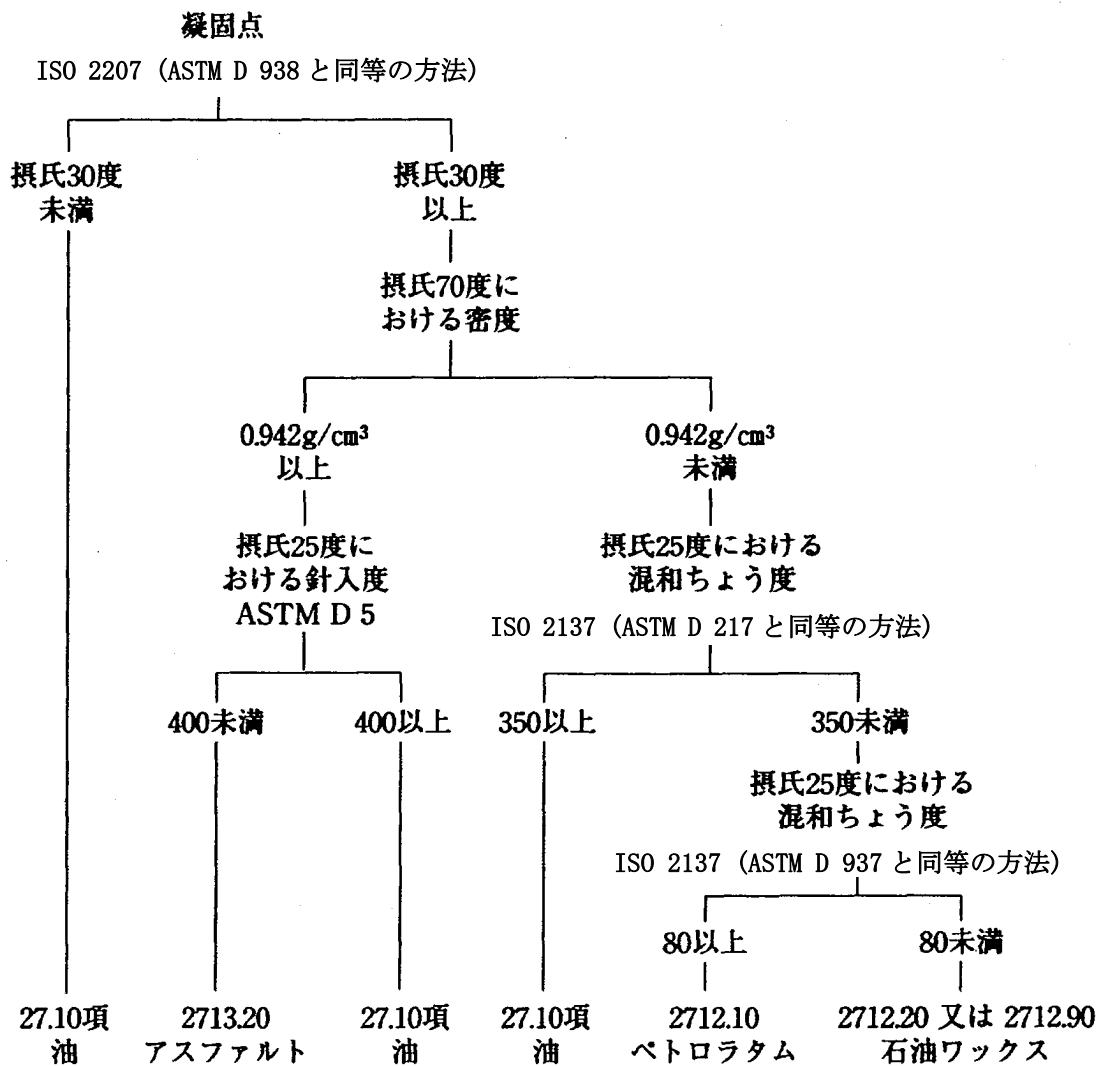 凝固点
ISO 2207 (ASTM D 938 と同等の方法)
摂氏30度
未満
摂氏30度
以上
摂氏70度に
おける密度
0.942g/cm³
以上
0.942g/cm³
未満
摂氏25度に
おける針入度
ASTM D 5
摂氏25度における
混和ちょう度
ISO 2137 (ASTM D 217 と同等の方法)
400未満
400以上
350以上
350未満
摂氏25度における
混和ちょう度
ISO 2137 (ASTM D 937 と同等の方法)
80以上
80未満
27.10項
油
2713.20
アスファルト
27.10項
油
27.10項
油
2712.10
ペトロラタム
2712.20 又は 2712.90
石油ワックス